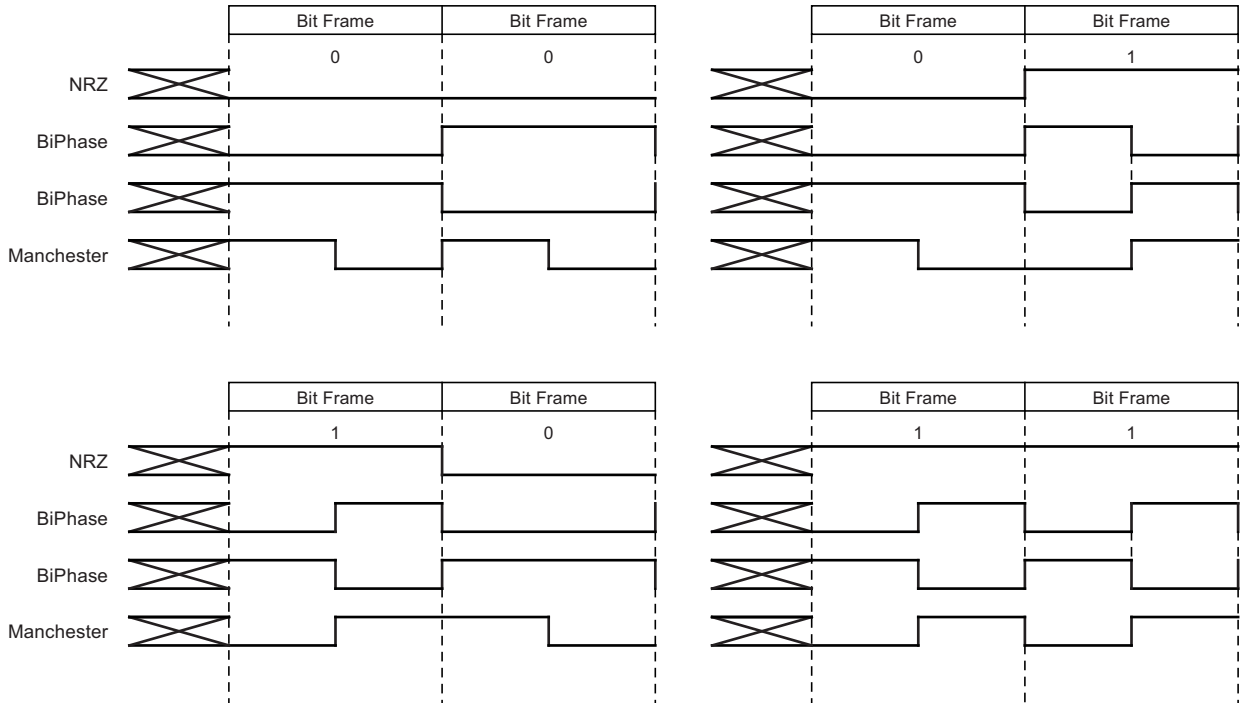 Bit Frame Bit Frame
0 0
NRZ
BiPhase
BiPhase
Manchester
Bit Frame Bit Frame
0 1
Bit Frame Bit Frame
1 0
NRZ
BiPhase
BiPhase
Manchester
Bit Frame Bit Frame
1 1